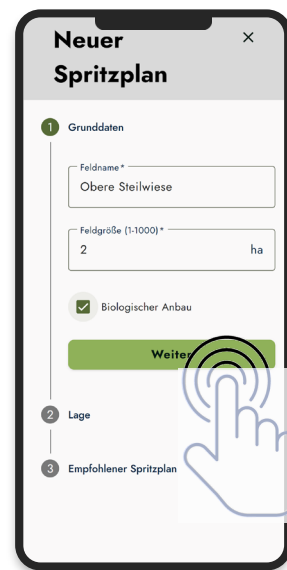 Neuer
Spritzplan
1 Grunddaten
Feldname*
Obere Steilwiese
Feldgröße (1-1000)*
2 ha
Biologischer Anbau
Weiter
2 Lage
3 Empfohlener Spritzplan